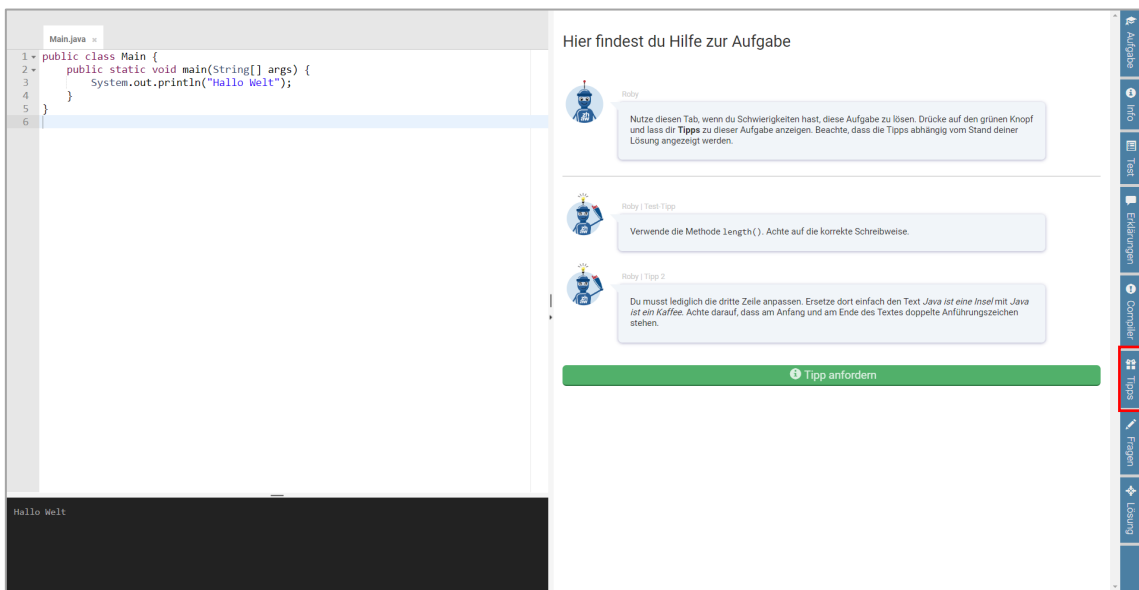 Main.java ×
1 public class Main {
2 public static void main(String[] args) {
3 System.out.println("Hallo Welt");
4 }
5 }
6
Hallo Welt
Hier findest du Hilfe zur Aufgabe
Roby
Nutze diesen Tab, wenn du Schwierigkeiten hast, diese Aufgabe zu lösen. Drücke auf den grünen Knopf
und lass dir Tipps zu dieser Aufgabe anzeigen. Beachte, dass die Tipps abhängig vom Stand deiner
Lösung angezeigt werden.
Roby | Test-Tipp
Verwende die Methode length(). Achte auf die korrekte Schreibweise.
Roby | Tipp 2
Du musst lediglich die dritte Zeile anpassen. Ersetze dort einfach den Text Java ist eine Insel mit Java
ist ein Kaffee. Achte darauf, dass am Anfang und am Ende des Textes doppelte Anführungszeichen
stehen.
Tipp anfordern
Aufgabe
Info
Test
Erklärungen
Compiler
Tipps
Fragen
Lösung